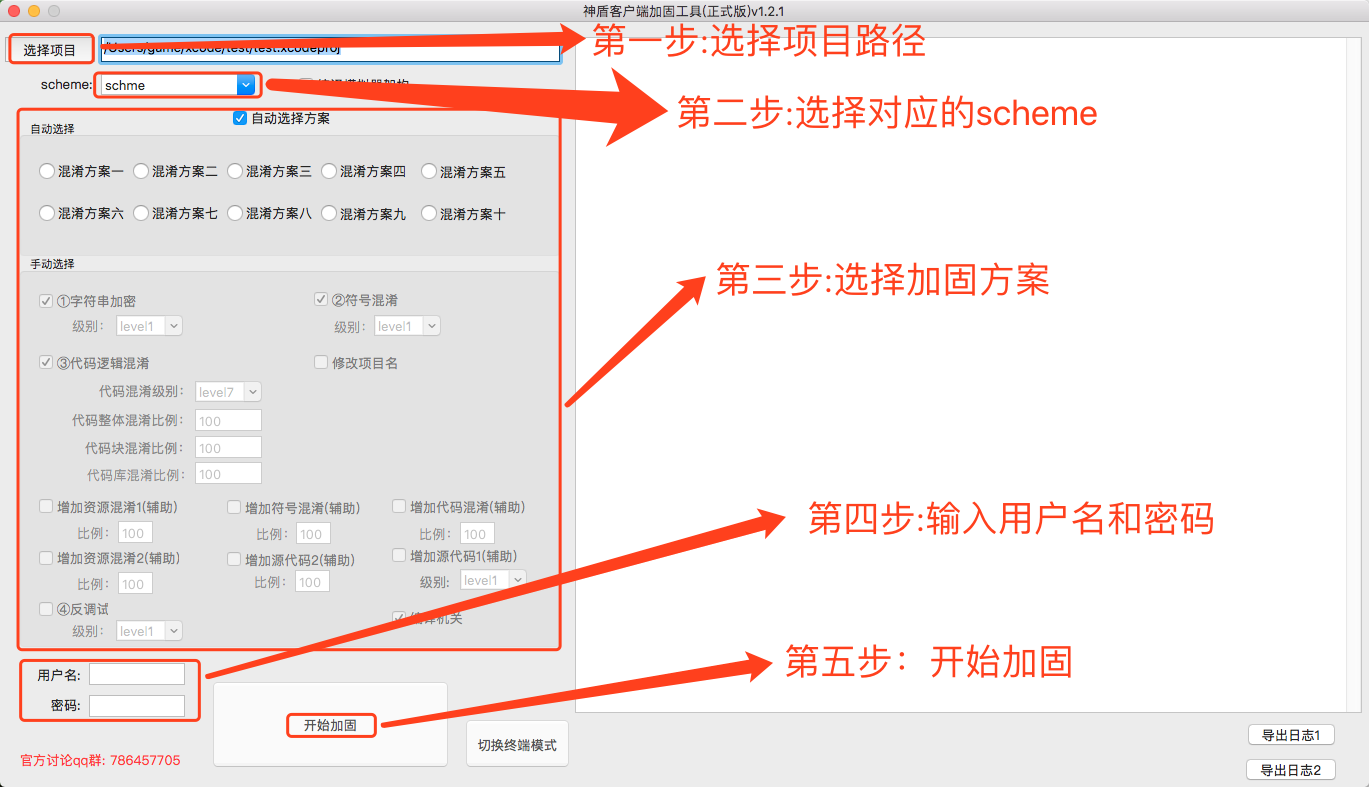 神盾客户端加固工具(正式版)v1.2.1
选择项目
/Users/game/xcode/test/test.xcodeproj
第一步:选择项目路径
scheme:
schme
第二步:选择对应的scheme
自动选择方案
自动选择
混淆方案一 混淆方案二 混淆方案三 混淆方案四 混淆方案五
混淆方案六 混淆方案七 混淆方案八 混淆方案九 混淆方案十
手动选择
第三步:选择加固方案
①字符串加密 ②符号混淆
级别: level1 级别: level1
③代码逻辑混淆 修改项目名
代码混淆级别: level7
代码整体混淆比例: 100
代码块混淆比例: 100
代码库混淆比例: 100
增加资源混淆1(辅助) 增加符号混淆(辅助) 增加代码混淆(辅助)
比例: 100 比例: 100 比例: 100
第四步:输入用户名和密码
增加资源混淆2(辅助) 增加源代码2(辅助) 增加源代码1(辅助)
比例: 100 比例: 100 级别: level1
④反调试
级别: level1
机关
用户名:
密码:
第五步: 开始加固
开始加固
切换终端模式
官方讨论qq群: 786457705
导出日志1
导出日志2